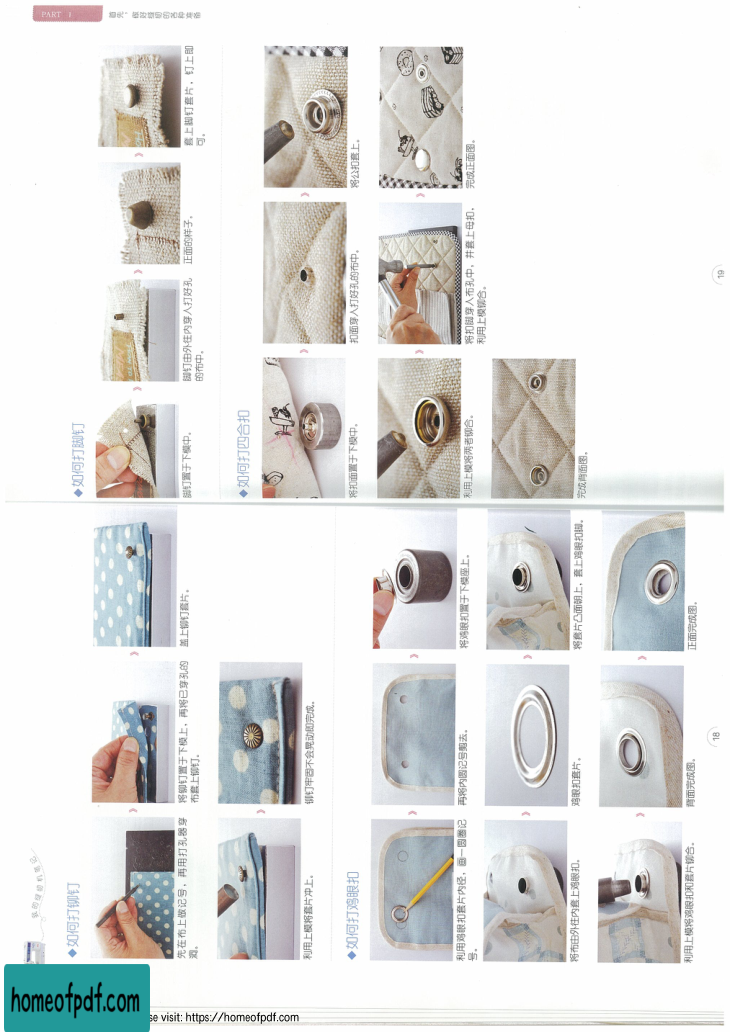 ◆如何打铆钉
先在布上做记号，再用打孔器穿
洞。
将铆钉置于下模上，再将已穿孔的
布套上铆钉。
盖上铆钉套片。
利用上模将套片冲上。
铆钉牢固不会晃动即完成。
◆如何打鸡眼扣
利用鸡眼扣套片内径，画一圆圈记
号。
再将内圆记号剪去。
将鸡眼扣置于下模座上。
将布由外往内套上鸡眼扣。
鸡眼扣套片。
将套片凸面朝上，套上鸡眼扣脚。
利用上模将鸡眼扣和套片铆合。
背面完成图。
正面完成图。
18
PART 1
◆如何打脚钉
脚钉置于下模中。
脚钉由外往内穿入打好孔
的布中。
正面的样子。
套上脚钉套片，钉上即
可。
◆如何打四合扣
将扣面置于下模中。
扣面穿入打好孔的布中。
将公扣套上。
利用上模将两者铆合。
将扣脚穿入布孔中，并套上母扣，
利用上模铆合。
完成正面图。
完成背面图。
19
homeofpdf.com
se visit: https://homeofpdf.com